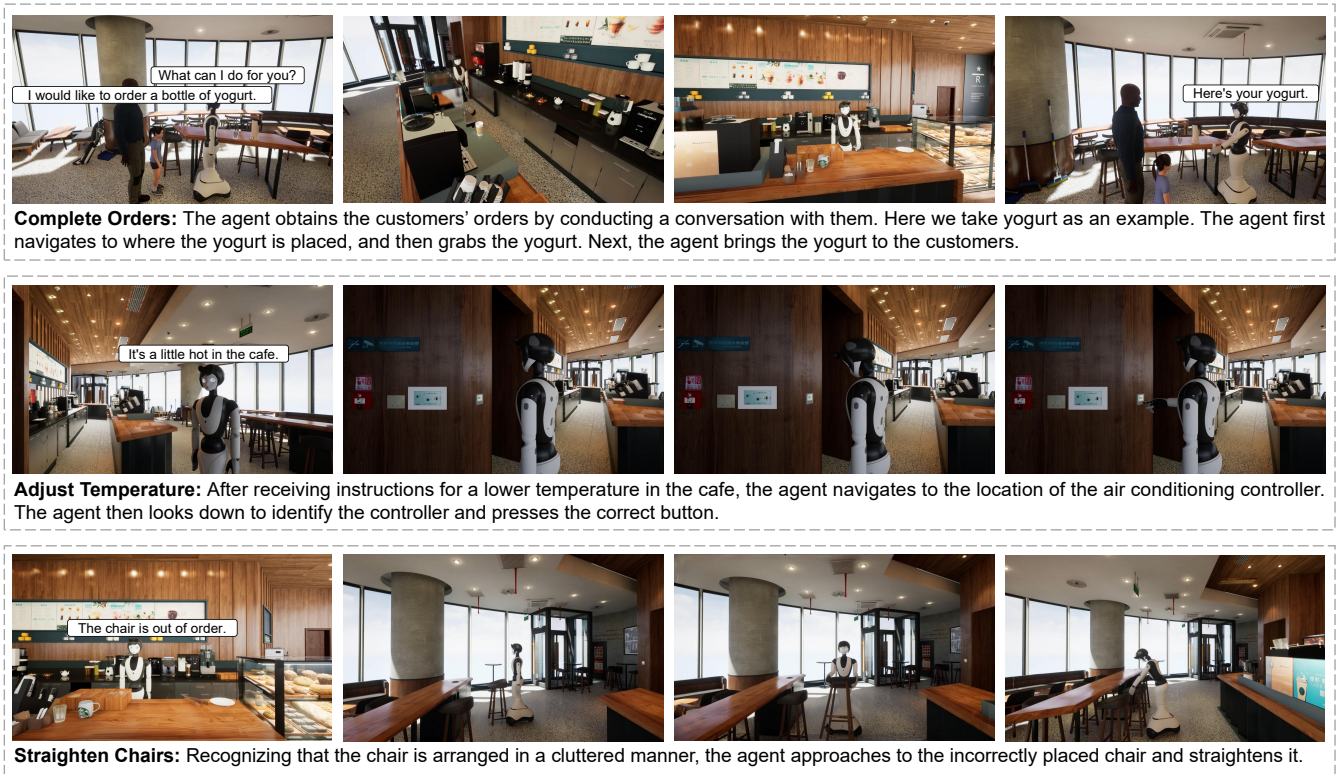 What can I do for you?
I would like to order a bottle of yogurt.
Here's your yogurt.
Complete Orders: The agent obtains the customers' orders by conducting a conversation with them. Here we take yogurt as an example. The agent first
navigates to where the yogurt is placed, and then grabs the yogurt. Next, the agent brings the yogurt to the customers.
It's a little hot in the cafe.
Adjust Temperature: After receiving instructions for a lower temperature in the cafe, the agent navigates to the location of the air conditioning controller.
The agent then looks down to identify the controller and presses the correct button.
The chair is out of order.
Straighten Chairs: Recognizing that the chair is arranged in a cluttered manner, the agent approaches to the incorrectly placed chair and straightens it.